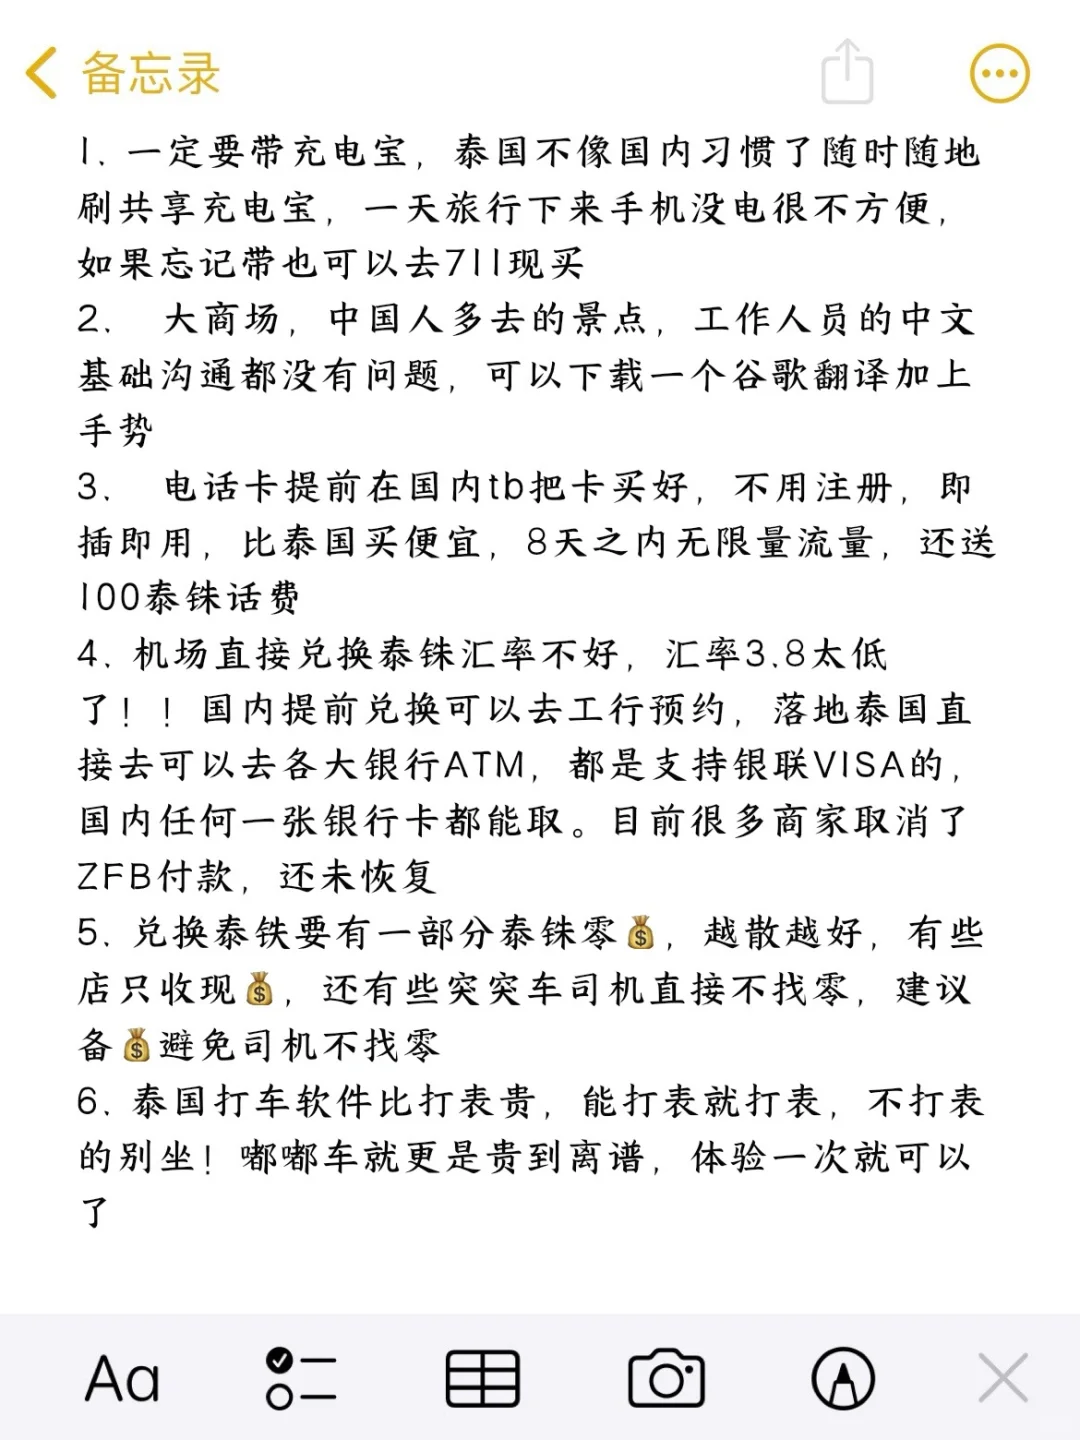 备忘录
1. 一定要带充电宝，泰国不像国内习惯了随时随地
刷共享充电宝，一天旅行下来手机没电很不方便，
如果忘记带也可以去711现买
2. 大商场，中国人多去的景点，工作人员的中文
基础沟通都没有问题，可以下载一个谷歌翻译加上
手势
3. 电话卡提前在国内tb把卡买好，不用注册，即
插即用，比泰国买便宜，8天之内无限量流量，还送
100泰铢话费
4. 机场直接兑换泰铢汇率不好，汇率3.8太低
了！！国内提前兑换可以去工行预约，落地泰国直
接去可以去各大银行ATM，都是支持银联VISA的，
国内任何一张银行卡都能取。目前很多商家取消了
ZFB付款，还未恢复
5. 兑换泰铁要有一部分泰铢零💰，越散越好，有些
店只收现💰，还有些突突车司机直接不找零，建议
备💰避免司机不找零
6. 泰国打车软件比打表贵，能打表就打表，不打表
的别坐！嘟嘟车就更是贵到离谱，体验一次就可以
了
Aa